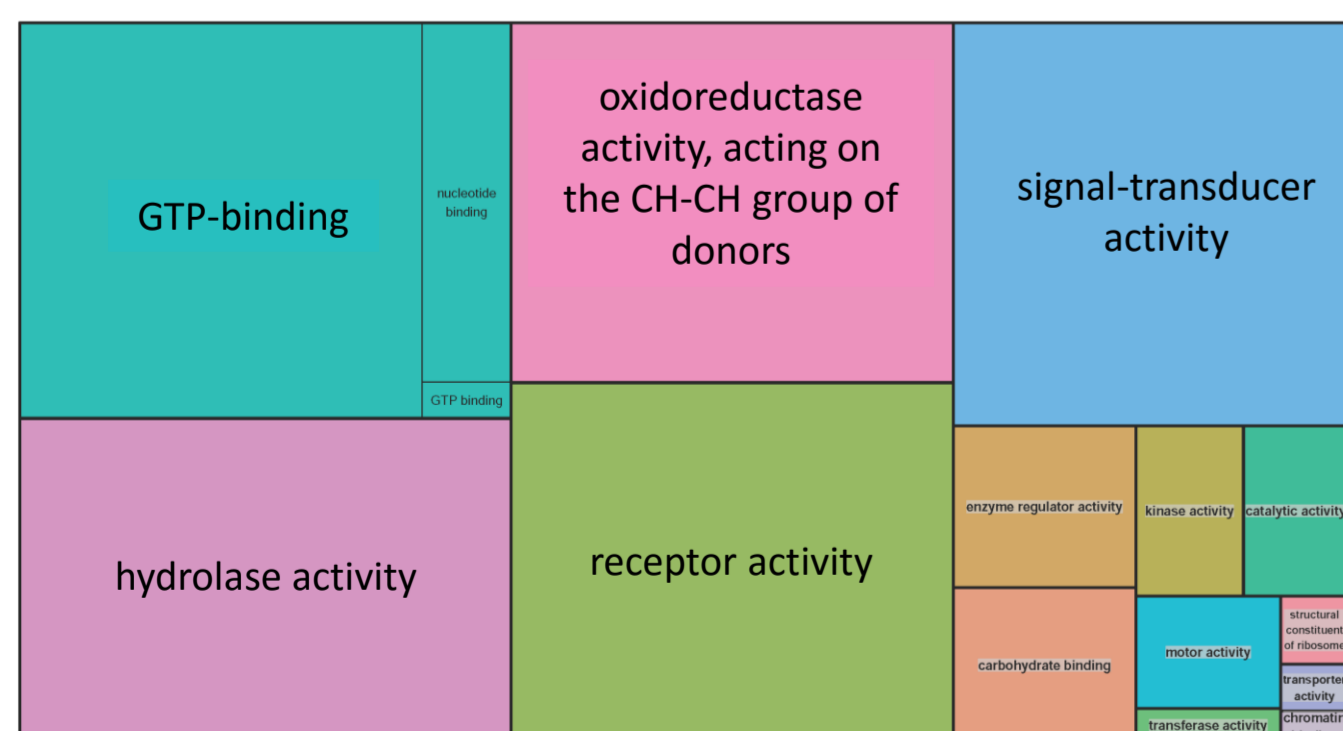 GTP-binding
nucleotide
binding
GTP binding
oxidoreductase
activity, acting on
the CH-CH group of
donors
signal-transducer
activity
hydrolase activity
receptor activity
enzyme regulator activity
kinase activity
catalytic activity
carbohydrate binding
motor activity
structural
constituent
of ribosome
transporter
activity
transferase activity
chromatin